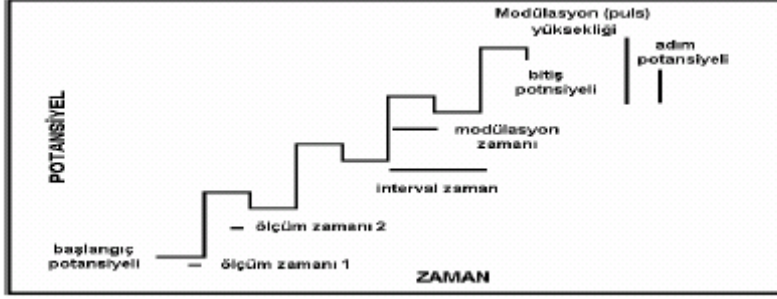 Modülasyon (puls)
yüksekliği
adım
potansiyeli
bitiş
potnsiyeli
POTANSİYEL
modülasyon
zamanı
interval zaman
ölçüm zamanı 2
başlangıç
potansiyeli
ölçüm zamanı 1
ZAMAN